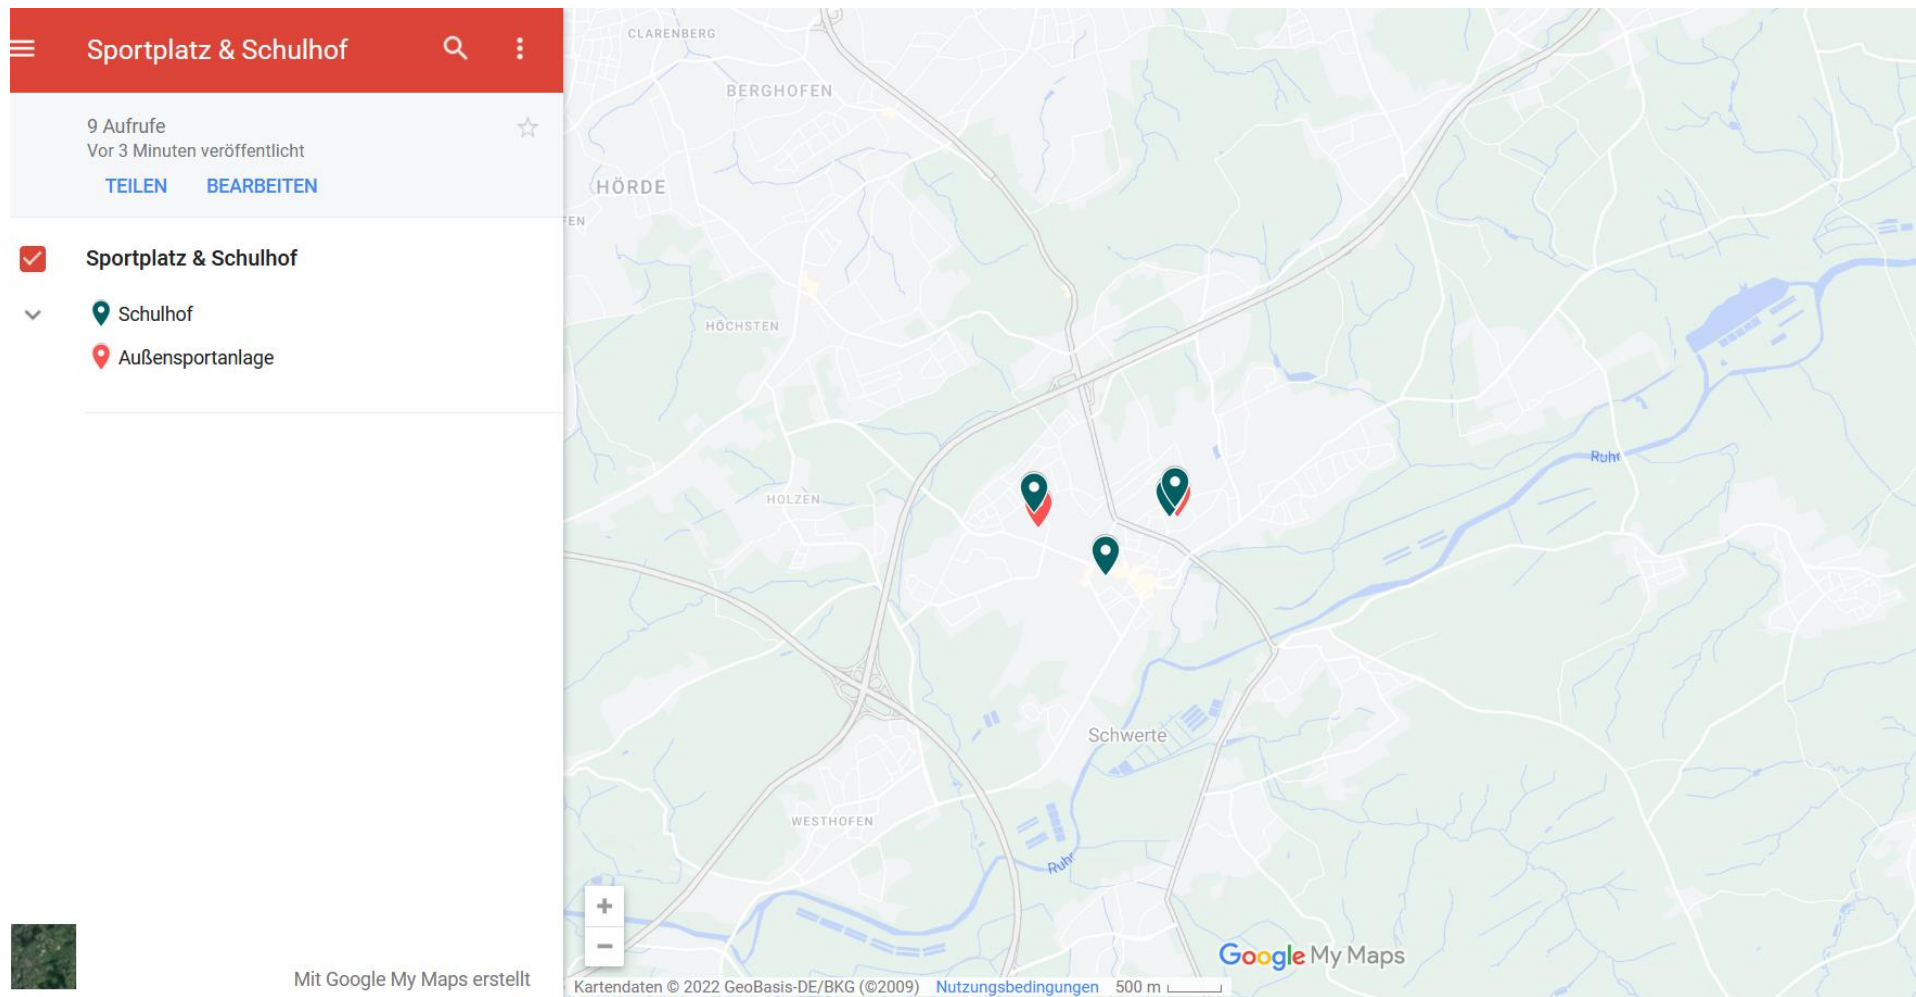 Sportplatz & Schulhof
9 Aufrufe
Vor 3 Minuten veröffentlicht
TEILEN BEARBEITEN
Sportplatz & Schulhof
Schulhof
Außensportanlage
Mit Google My Maps erstellt
CLARENBERG
BERGHOFEN
HÖRDE
FEN
HÖCHSTEN
HOLZEN
Ruhr
Schwerte
WESTHOFEN
Ruhr
Google My Maps
Kartendaten © 2022 GeoBasis-DE/BKG (©2009) Nutzungsbedingungen 500 m